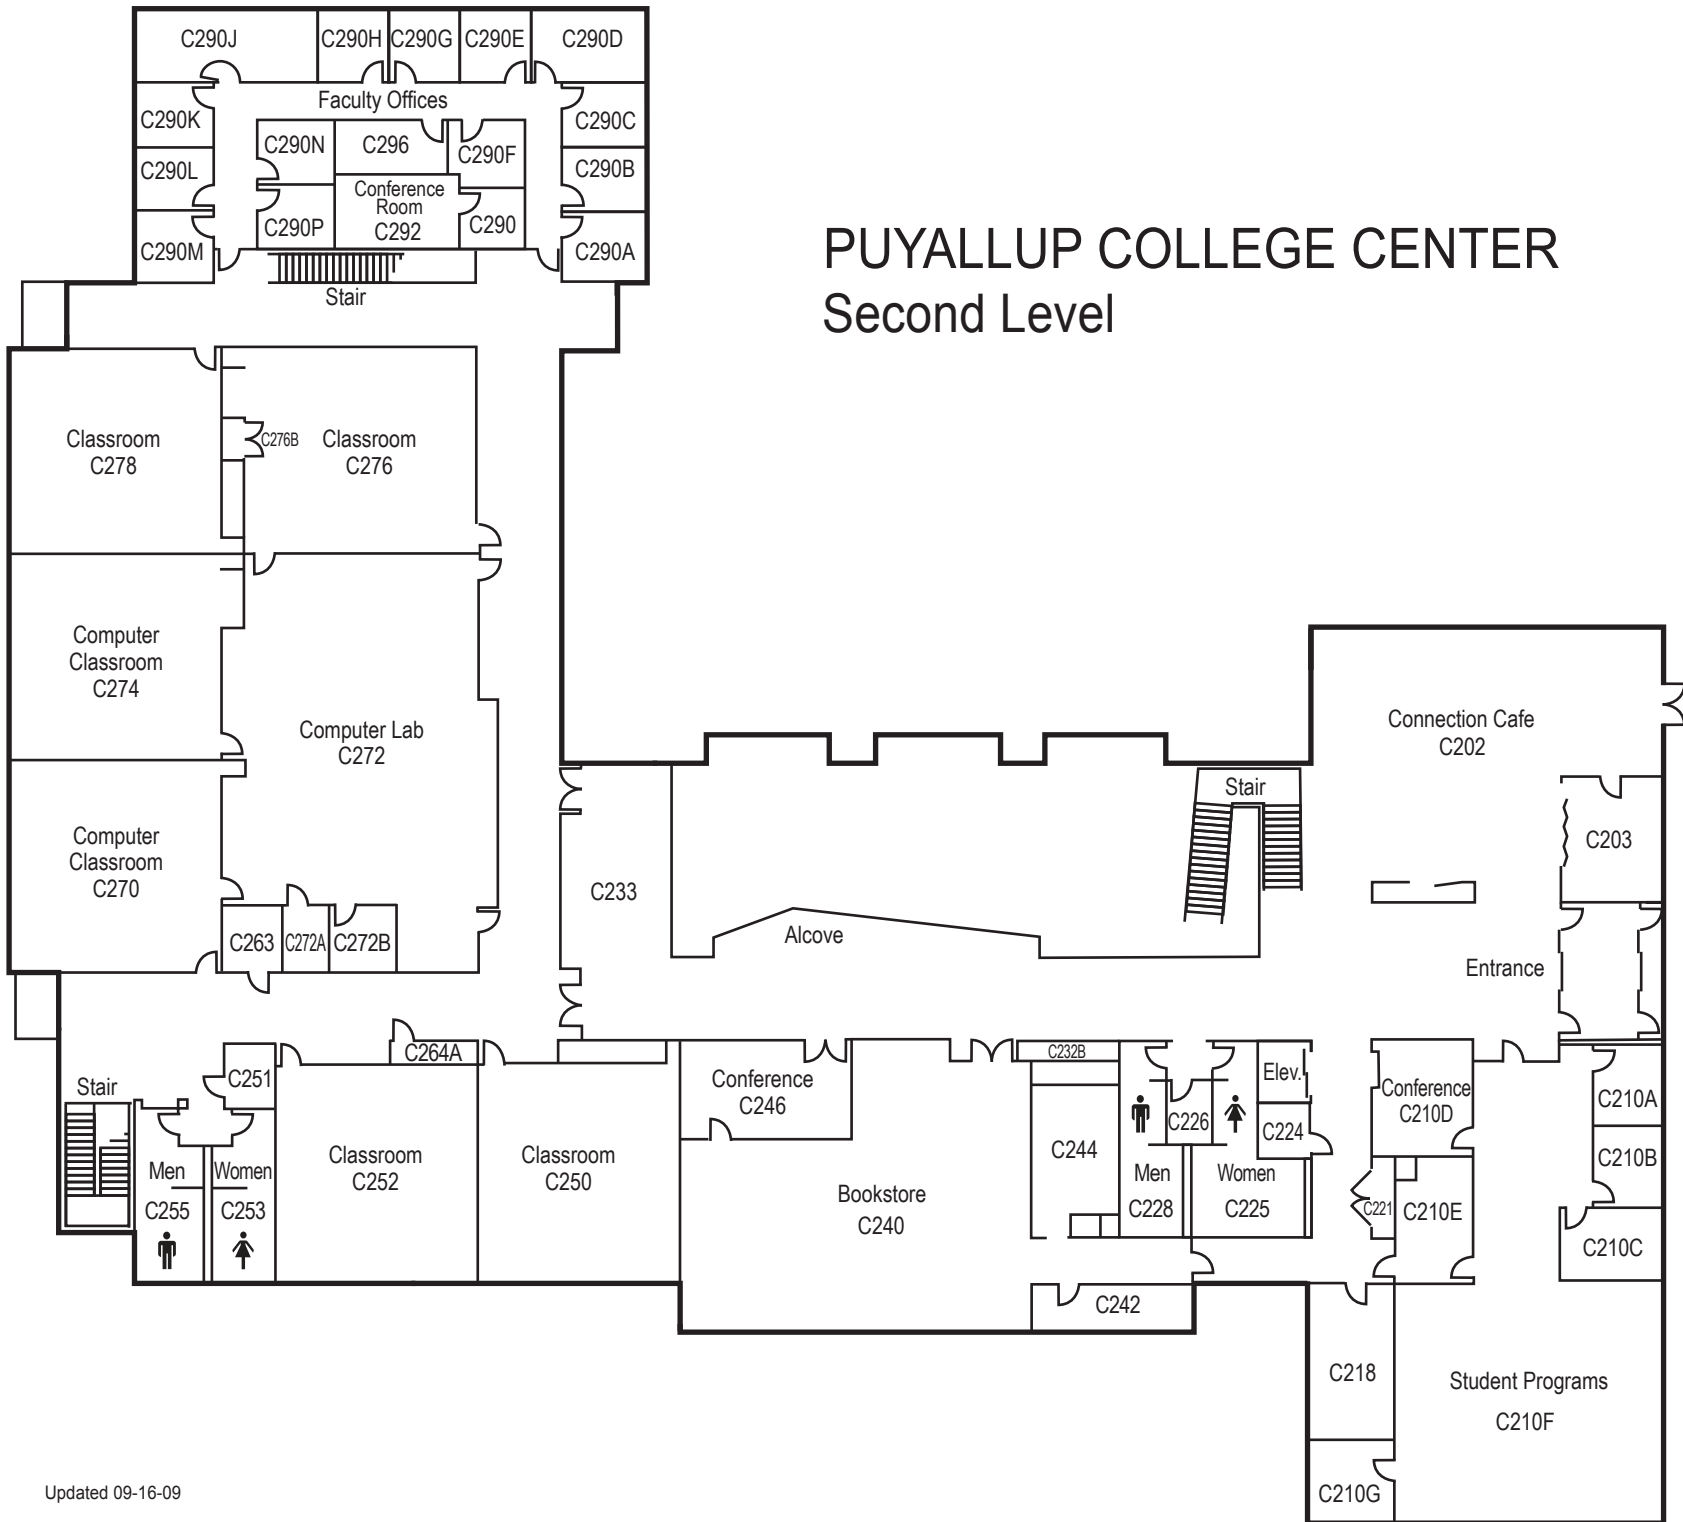 PUYALLUP COLLEGE CENTER
Second Level
C290J
C290H
C290G
C290E
C290D
Faculty Offices
C290K
C290C
C290N
C296
C290F
C290L
C290B
Conference
Room
C292
C290P
C290
C290M
C290A
Stair
Classroom
C278
C276B
Classroom
C276
Computer
Classroom
C274
Computer Lab
C272
Connection Cafe
C202
Stair
Computer
Classroom
C270
C203
C233
Alcove
C263
C272A
C272B
Entrance
C264A
C232B
C251
Stair
Conference
C246
Elev.
Conference
C210D
C210A
C226
C224
C244
Men
C255
Women
C253
Classroom
C252
Classroom
C250
Bookstore
C240
Men
C228
Women
C225
C221
C210E
C210B
C210C
C242
C218
Student Programs
C210F
C210G
Updated 09-16-09